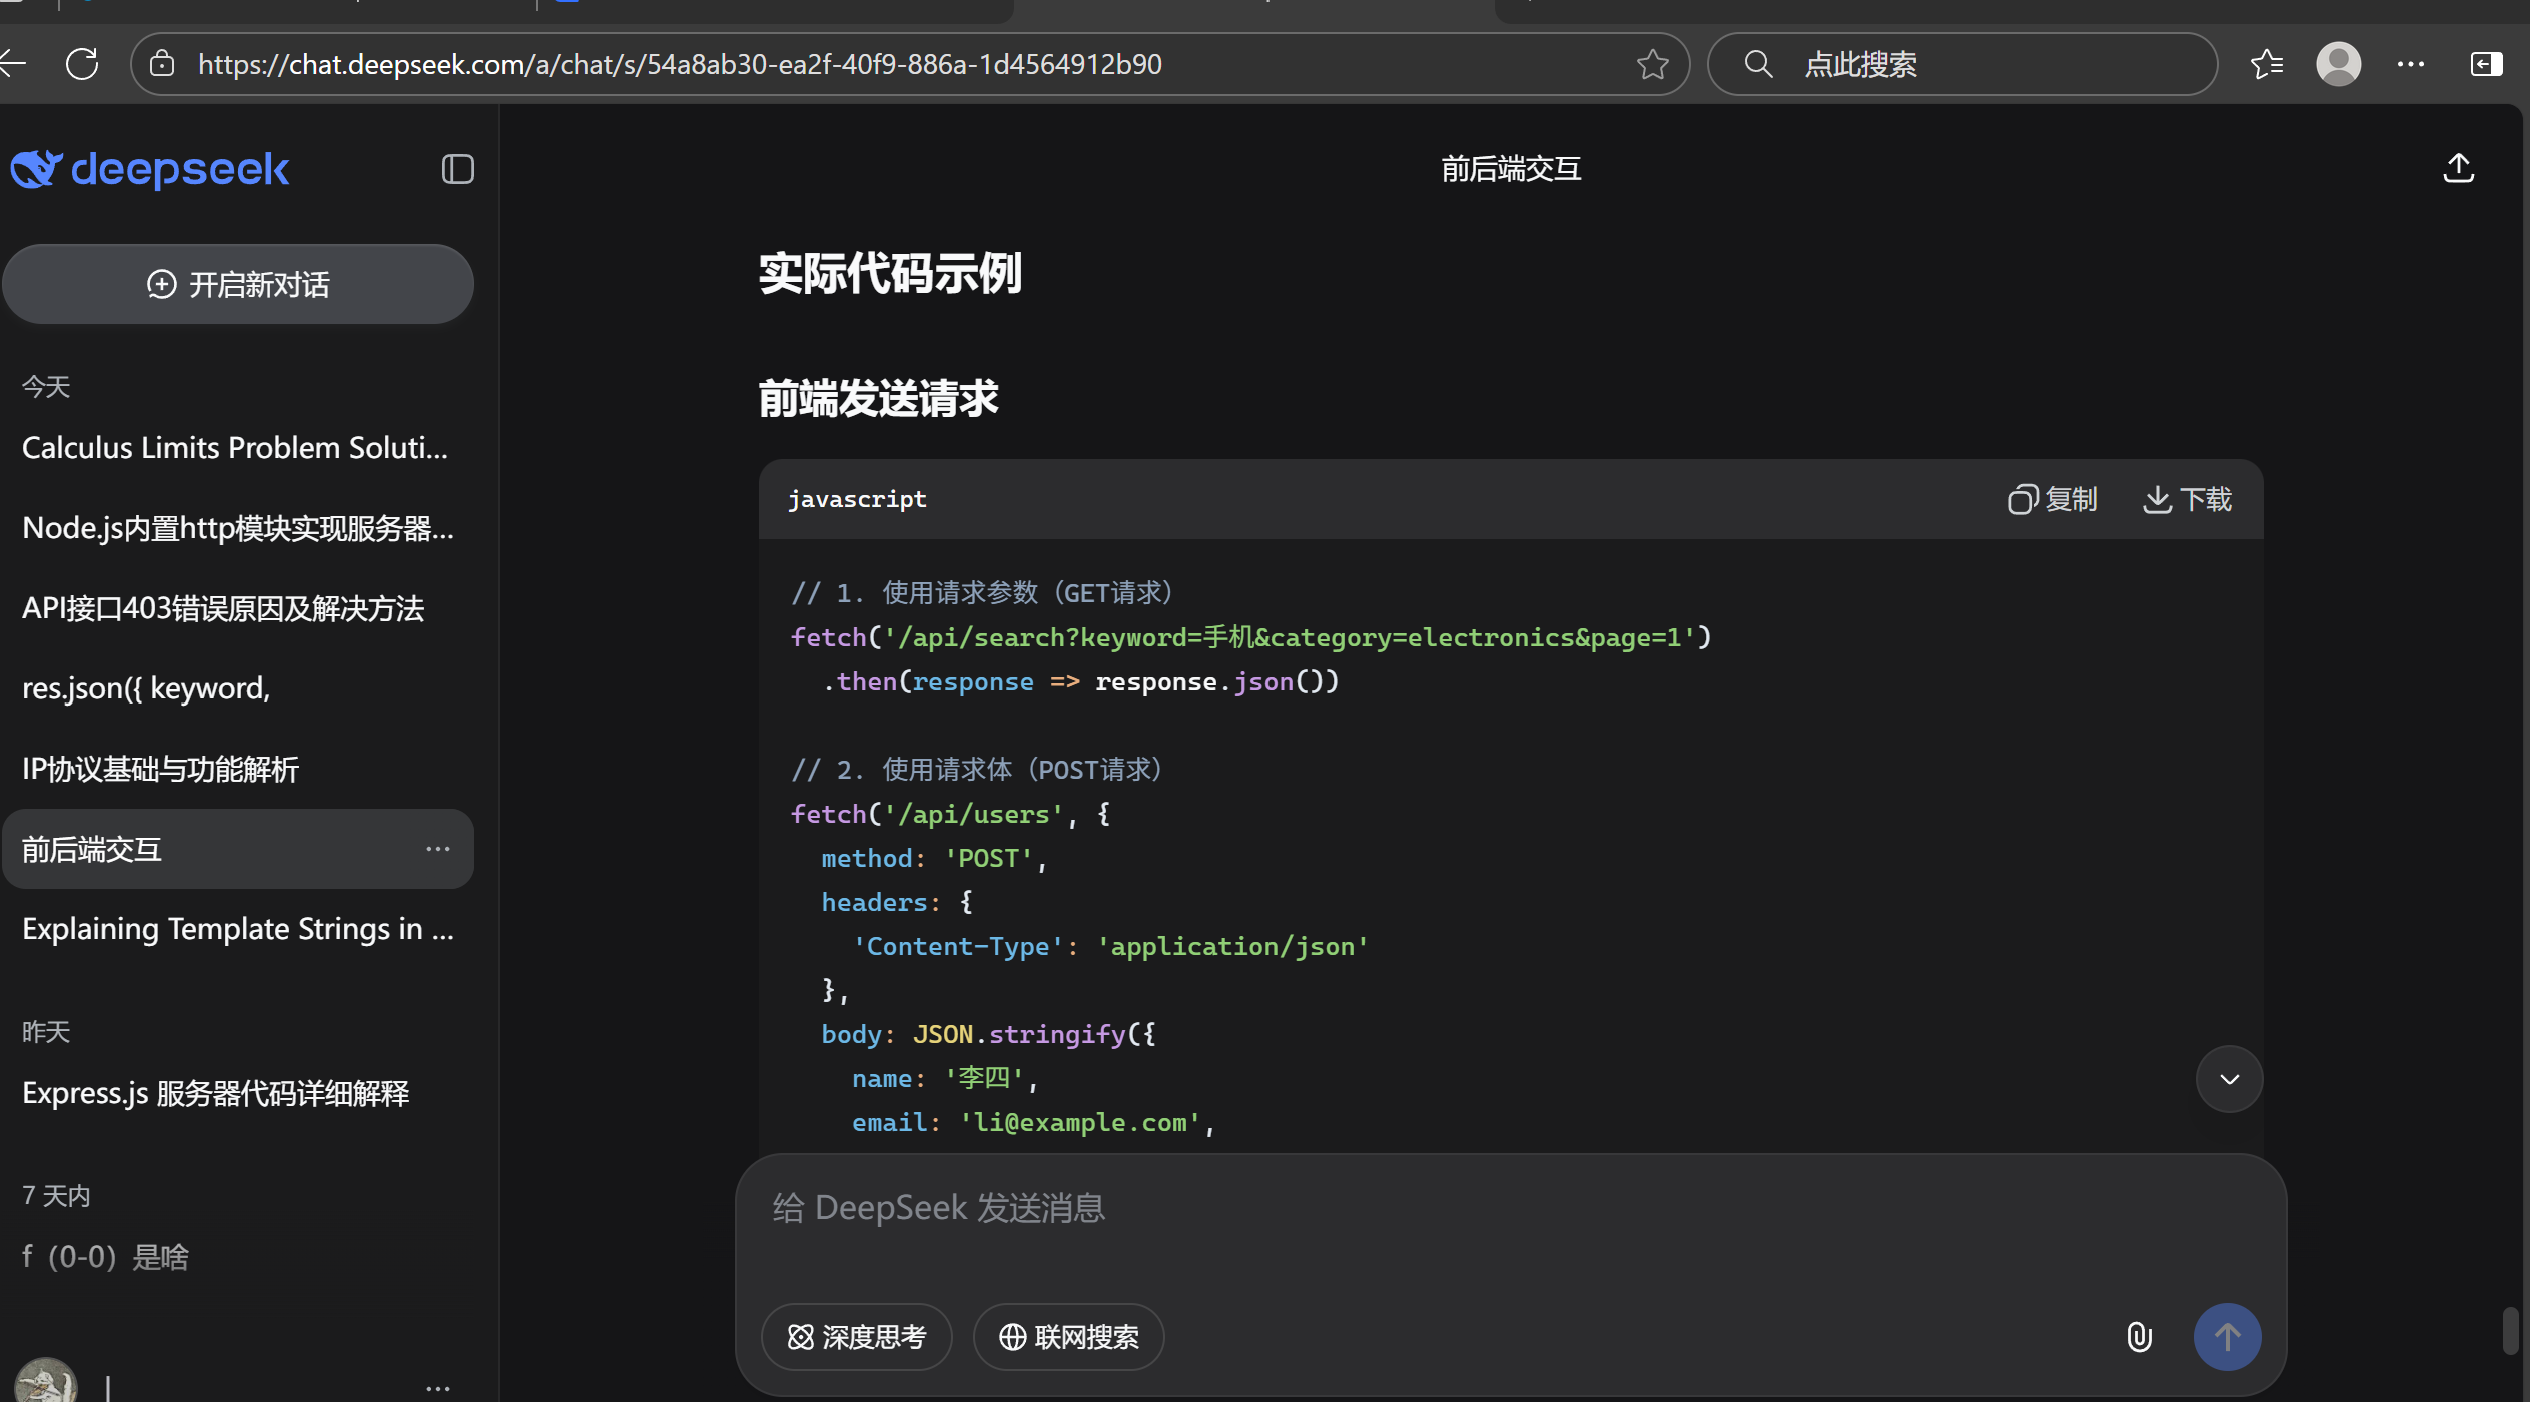 https://chat.deepseek.com/a/chat/s/54a8ab30-ea2f-40f9-886a-1d4564912b90
点此搜索
deepseek
开启新对话
今天
Calculus Limits Problem Soluti...
Node.js内置http模块实现服务器...
API接口403错误原因及解决方法
res.json({ keyword,
IP协议基础与功能解析
前后端交互
Explaining Template Strings in ...
昨天
Express.js 服务器代码详细解释
7 天内
f（0-0）是啥
前后端交互
实际代码示例
前端发送请求
javascript
复制
下载
// 1. 使用请求参数（GET请求）
fetch('/api/search?keyword=手机&category=electronics&page=1')
  .then(response => response.json())
// 2. 使用请求体（POST请求）
fetch('/api/users', {
  method: 'POST',
  headers: {
    'Content-Type': 'application/json'
  },
  body: JSON.stringify({
    name: '李四',
    email: 'li@example.com',
给 DeepSeek 发送消息
深度思考
联网搜索